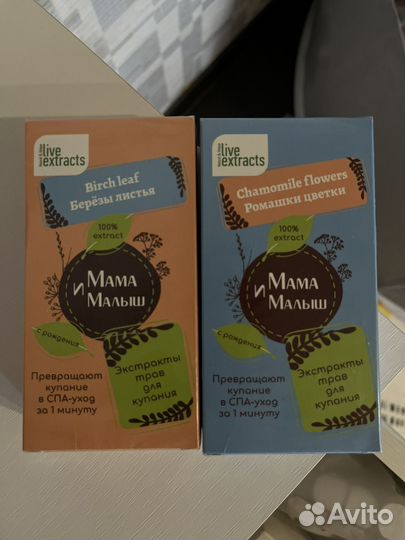 live
extracts
Birch leaf
Берёзы листья
100%
extract
Мама
и
Малыш
с рождения
Экстракты
трав
для
купания
Превращают
купание
в СПА-уход
за 1 минуту
live
extracts
Chamomile flowers
Ромашки цветки
100%
extract
Мама
и
Малыш
с рождения
Экстракты
трав
для
купания
Превращают
купание
в СПА-уход
за 1 минуту
Avito